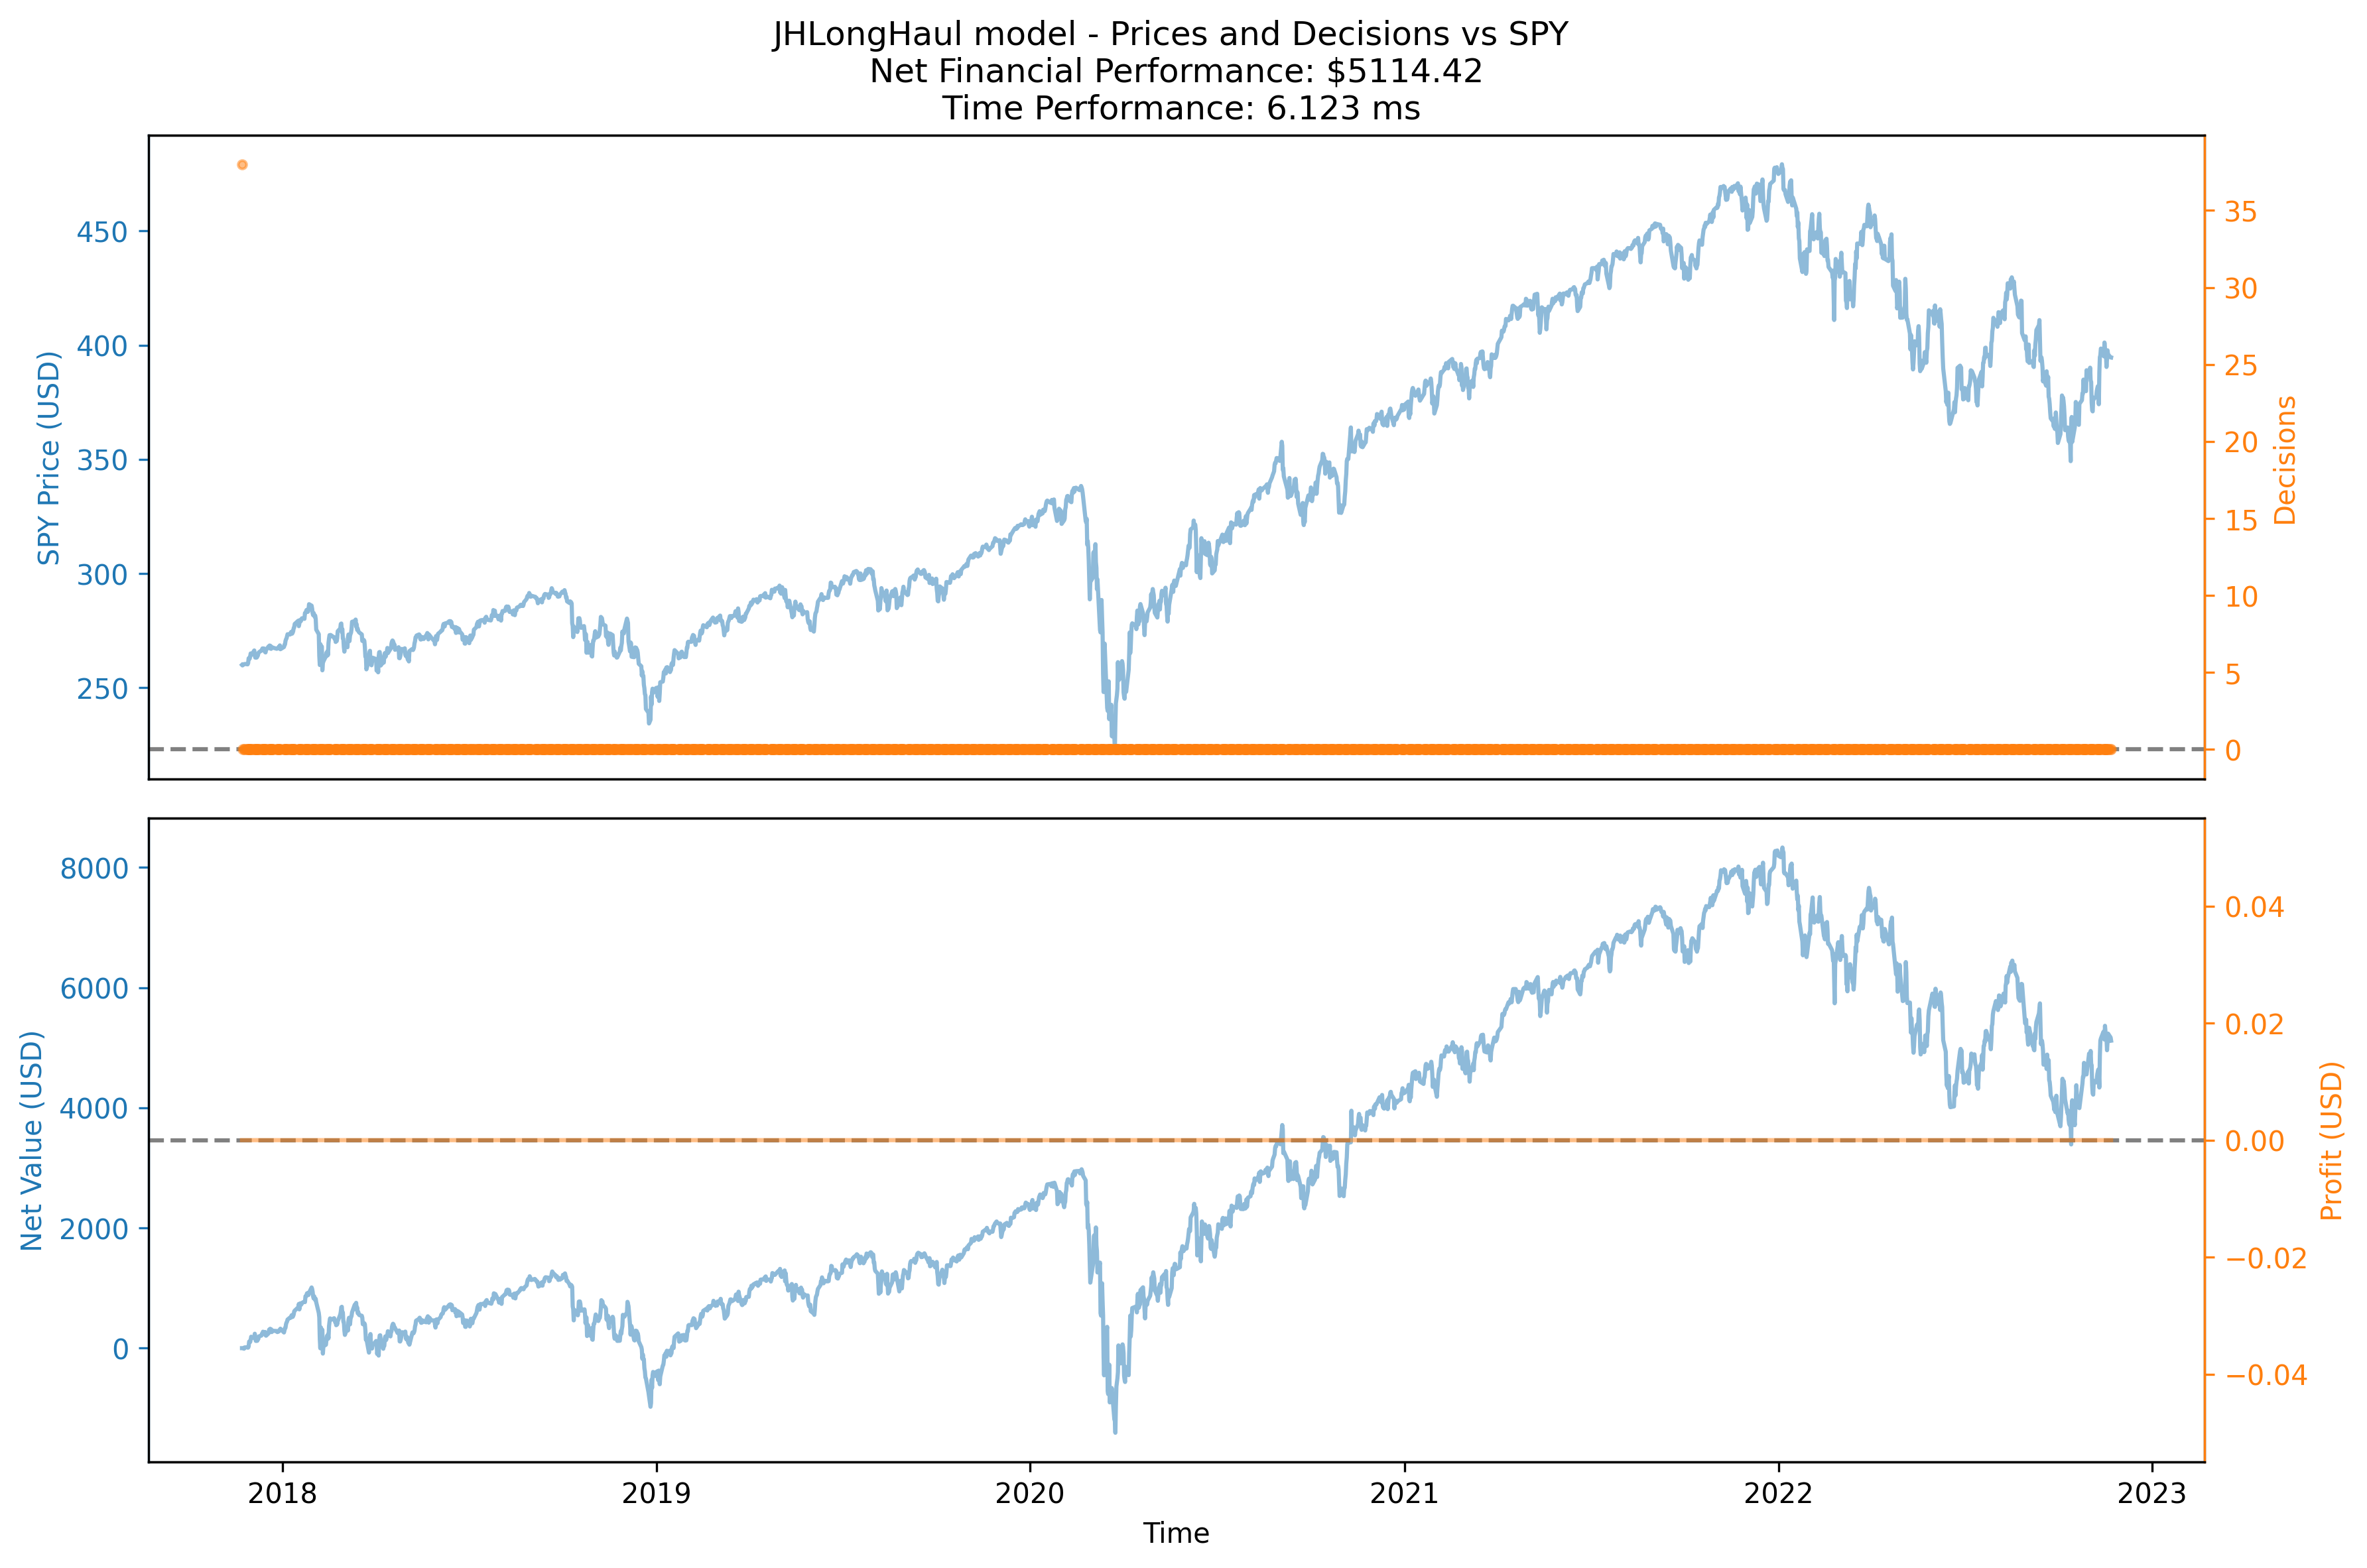 JHLongHaul model - Prices and Decisions vs SPY
Net Financial Performance: $5114.42
Time Performance: 6.123 ms
SPY Price (USD)
450
400
350
300
250
Decisions
35
30
25
20
15
10
5
0
Net Value (USD)
8000
6000
4000
2000
0
Profit (USD)
0.04
0.02
0.00
−0.02
−0.04
2018 2019 2020 2021 2022 2023
Time